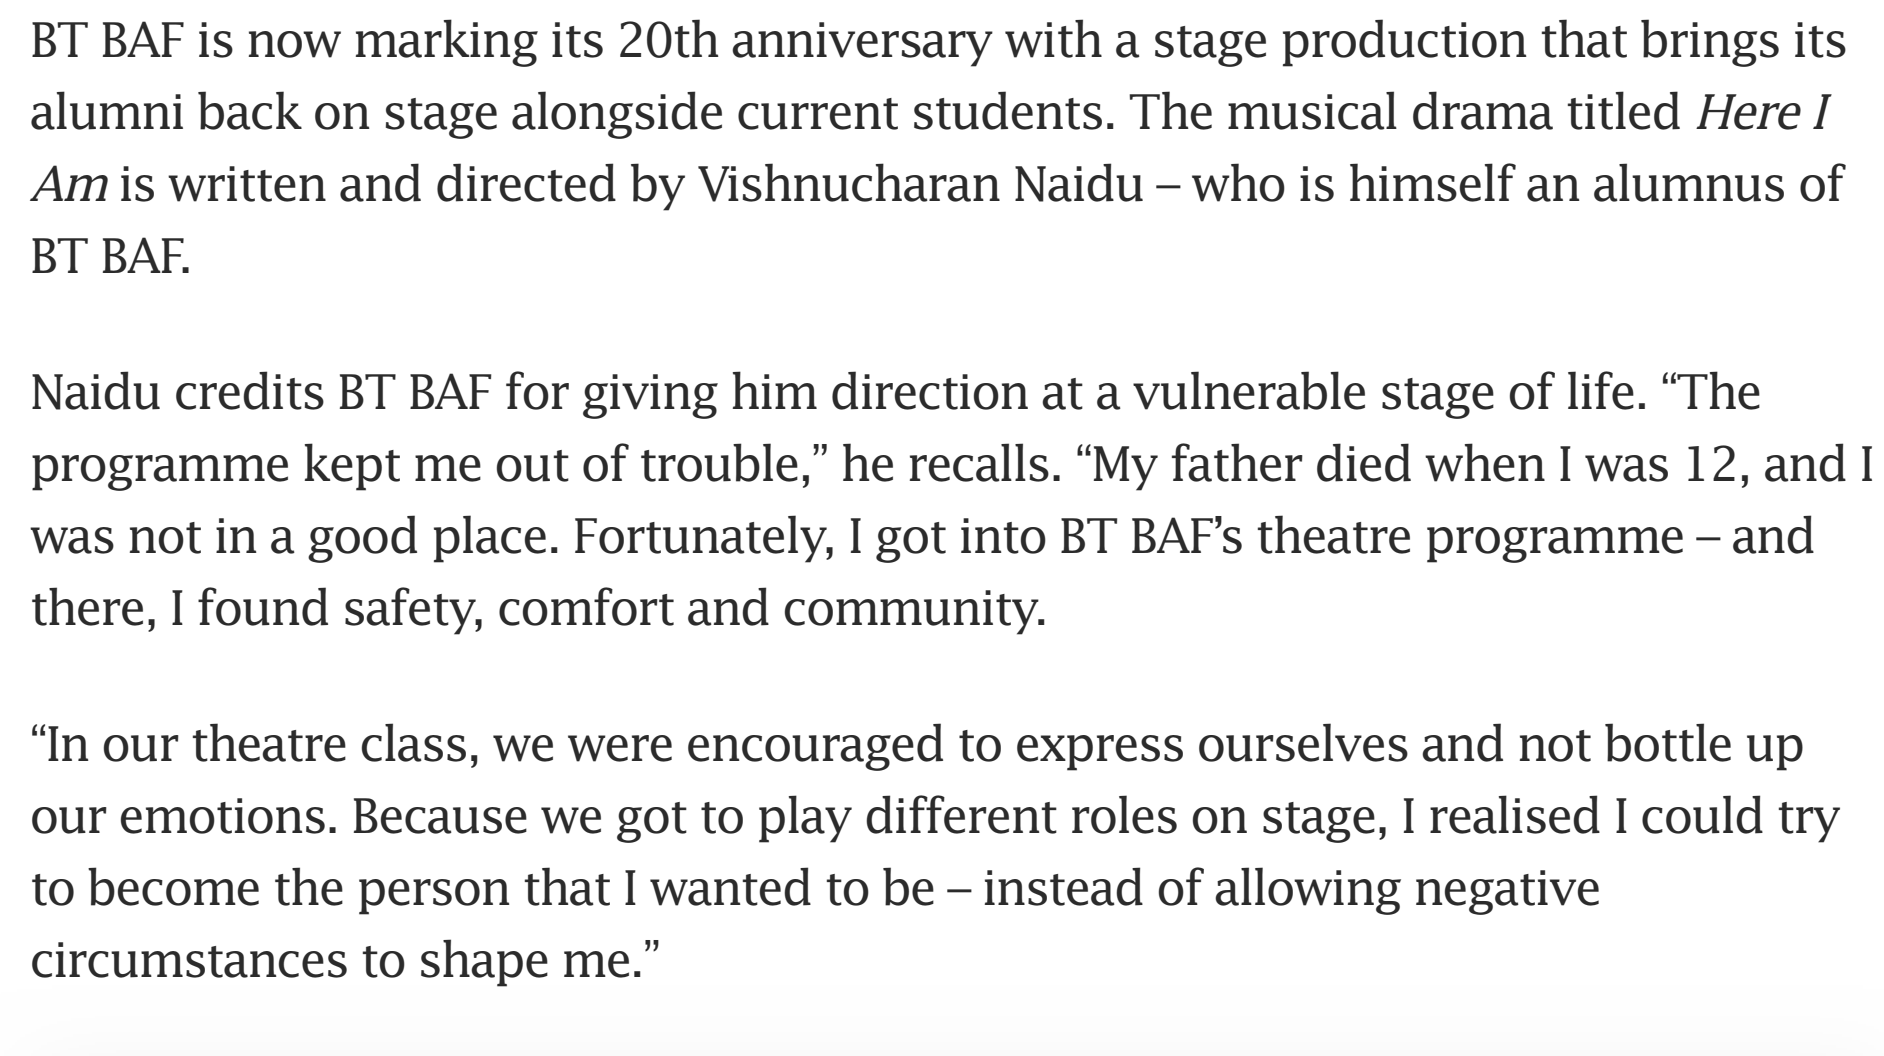 BT BAF is now marking its 20th anniversary with a stage production that brings its
alumni back on stage alongside current students. The musical drama titled Here I
Am is written and directed by Vishnucharan Naidu – who is himself an alumnus of
BT BAF.
Naidu credits BT BAF for giving him direction at a vulnerable stage of life. “The
programme kept me out of trouble,” he recalls. “My father died when I was 12, and I
was not in a good place. Fortunately, I got into BT BAF’s theatre programme – and
there, I found safety, comfort and community.
“In our theatre class, we were encouraged to express ourselves and not bottle up
our emotions. Because we got to play different roles on stage, I realised I could try
to become the person that I wanted to be – instead of allowing negative
circumstances to shape me.”